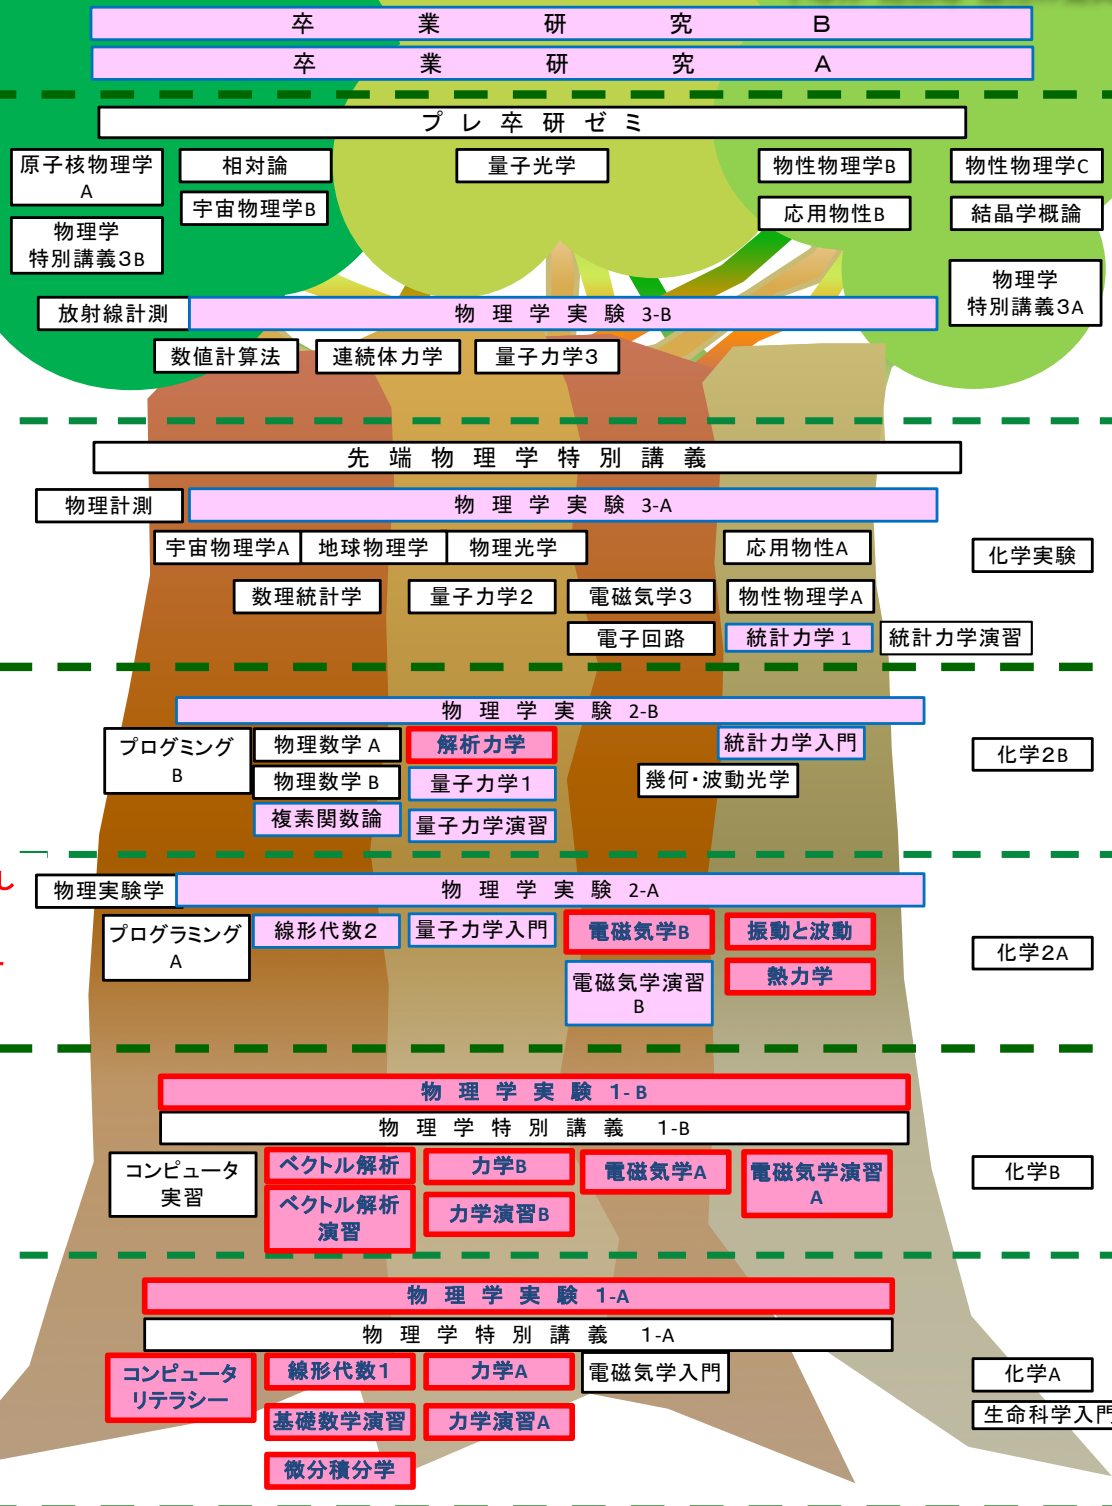 卒業研究B
卒業研究A
プレ卒研ゼミ
原子核物理学
A
相対論
量子光学
物性物理学B
物性物理学C
宇宙物理学B
応用物性B
結晶学概論
物理学
特別講義3B
物理学
特別講義3A
放射線計測
物理学実験 3-B
数値計算法
連続体力学
量子力学3
先端物理学特別講義
物理計測
物理学実験 3-A
宇宙物理学A
地球物理学
物理光学
応用物性A
化学実験
数理統計学
量子力学2
電磁気学3
物性物理学A
電子回路
統計力学1
統計力学演習
物理学実験 2-B
プログミング
B
物理数学A
解析力学
統計力学入門
化学2B
物理数学B
量子力学1
幾何・波動光学
複素関数論
量子力学演習
し
物理実験学
物理学実験 2-A
プログラミング
A
線形代数2
量子力学入門
電磁気学B
振動と波動
化学2A
電磁気学演習
B
熱力学
物理学実験 1-B
物理学特別講義 1-B
コンピュータ
実習
ベクトル解析
力学B
電磁気学A
電磁気学演習
A
化学B
ベクトル解析
演習
力学演習B
物理学実験 1-A
物理学特別講義 1-A
コンピュータ
リテラシー
線形代数1
力学A
電磁気学入門
化学A
基礎数学演習
力学演習A
生命科学入門
微分積分学